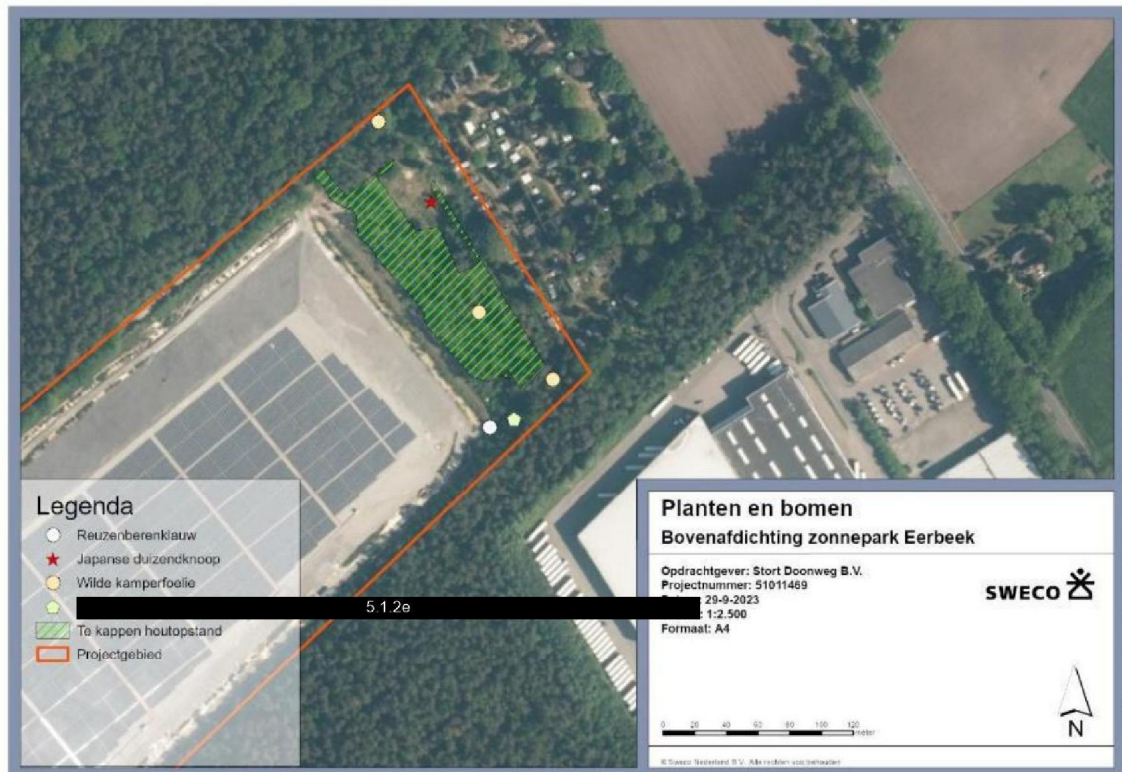 Legenda
Reuzenberenklauw
Japanse duizendknoop
Wilde kamperfoelie
5.1.2e
Te kappen houtopstand
Projectgebied
Planten en bomen
Bovenafdichting zonnepark Eerbeek
Opdrachtgever: Stort Doonweg B.V.
Projectnummer: 51011469
: 29-9-2023
: 1:2.500
Formaat: A4
SWECO
0 20 40 60 80 100 120
meter
N
© Sweco Nederland B.V. Alle rechten voorbehouden